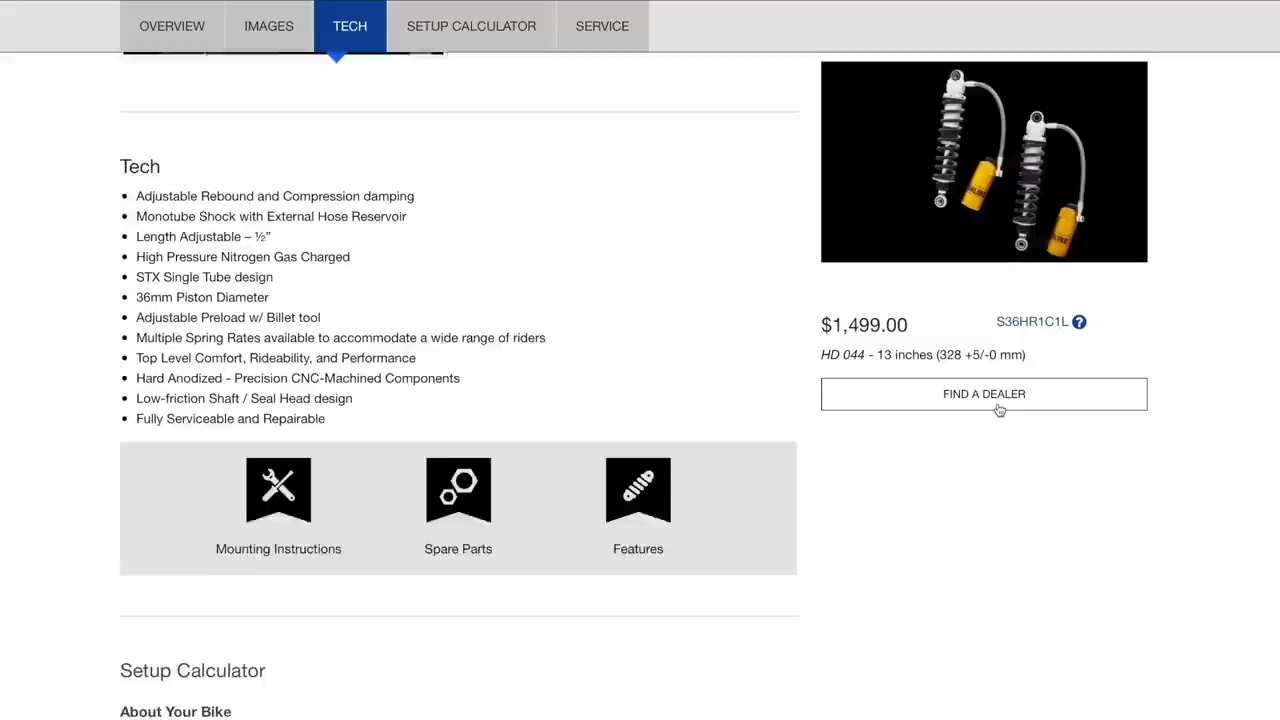 OVERVIEW
IMAGES
TECH
SETUP CALCULATOR
SERVICE
Tech
• Adjustable Rebound and Compression damping
• Monotube Shock with External Hose Reservoir
• Length Adjustable – ½”
• High Pressure Nitrogen Gas Charged
• STX Single Tube design
• 36mm Piston Diameter
• Adjustable Preload w/ Billet tool
• Multiple Spring Rates available to accommodate a wide range of riders
• Top Level Comfort, Rideability, and Performance
• Hard Anodized - Precision CNC-Machined Components
• Low-friction Shaft / Seal Head design
• Fully Serviceable and Repairable
Mounting Instructions
Spare Parts
Features
Setup Calculator
About Your Bike
$1,499.00
S36HR1C1L ?
HD 044 - 13 inches (328 +5/-0 mm)
FIND A DEALER